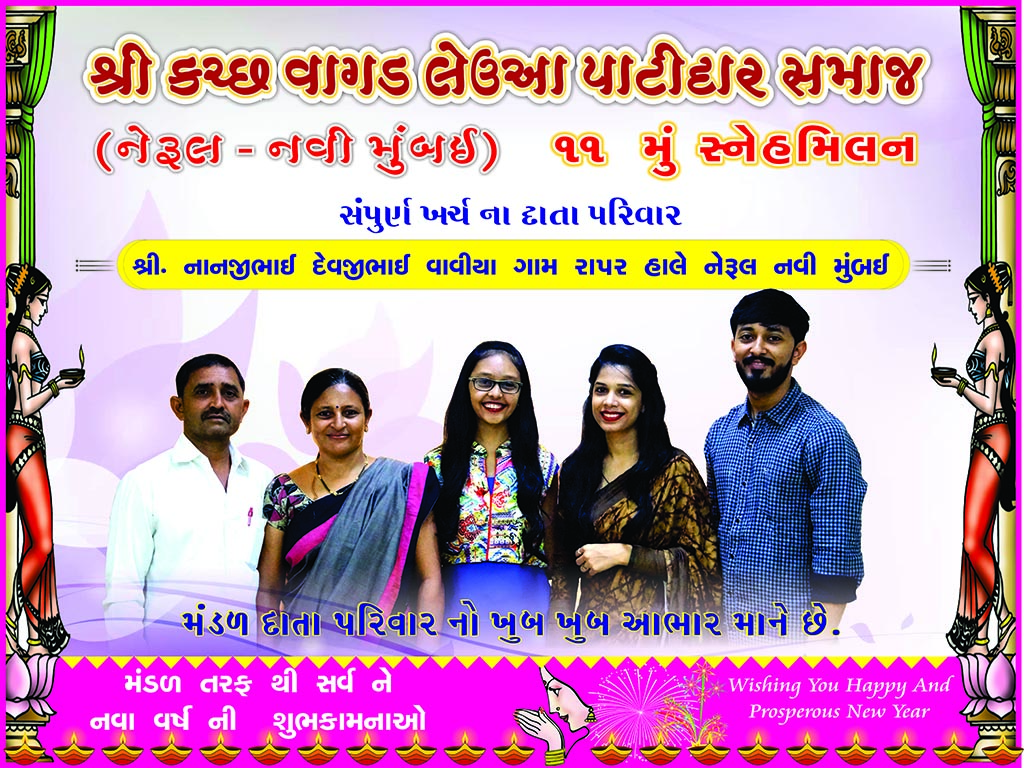 શ્રી કચ્છ વાગડ લેઉઆ પાટીદાર સમાજ
(નેરૂલ - નવી મુંબઈ) ૧૧ મું સ્નેહમિલન
સંપુર્ણ ખર્ચ ના દાતા પરિવાર
શ્રી. નાનજીભાઈ દેવજીભાઈ વાવીયા ગામ રાપર હાલે નેરૂલ નવી મુંબઈ
મંડળ દાતા પરિવાર નો ખુબ ખુબ આભાર માને છે.
મંડળ તરફ થી સર્વ ને
નવા વર્ષ ની શુભકામનાઓ
Wishing You Happy And
Prosperous New Year